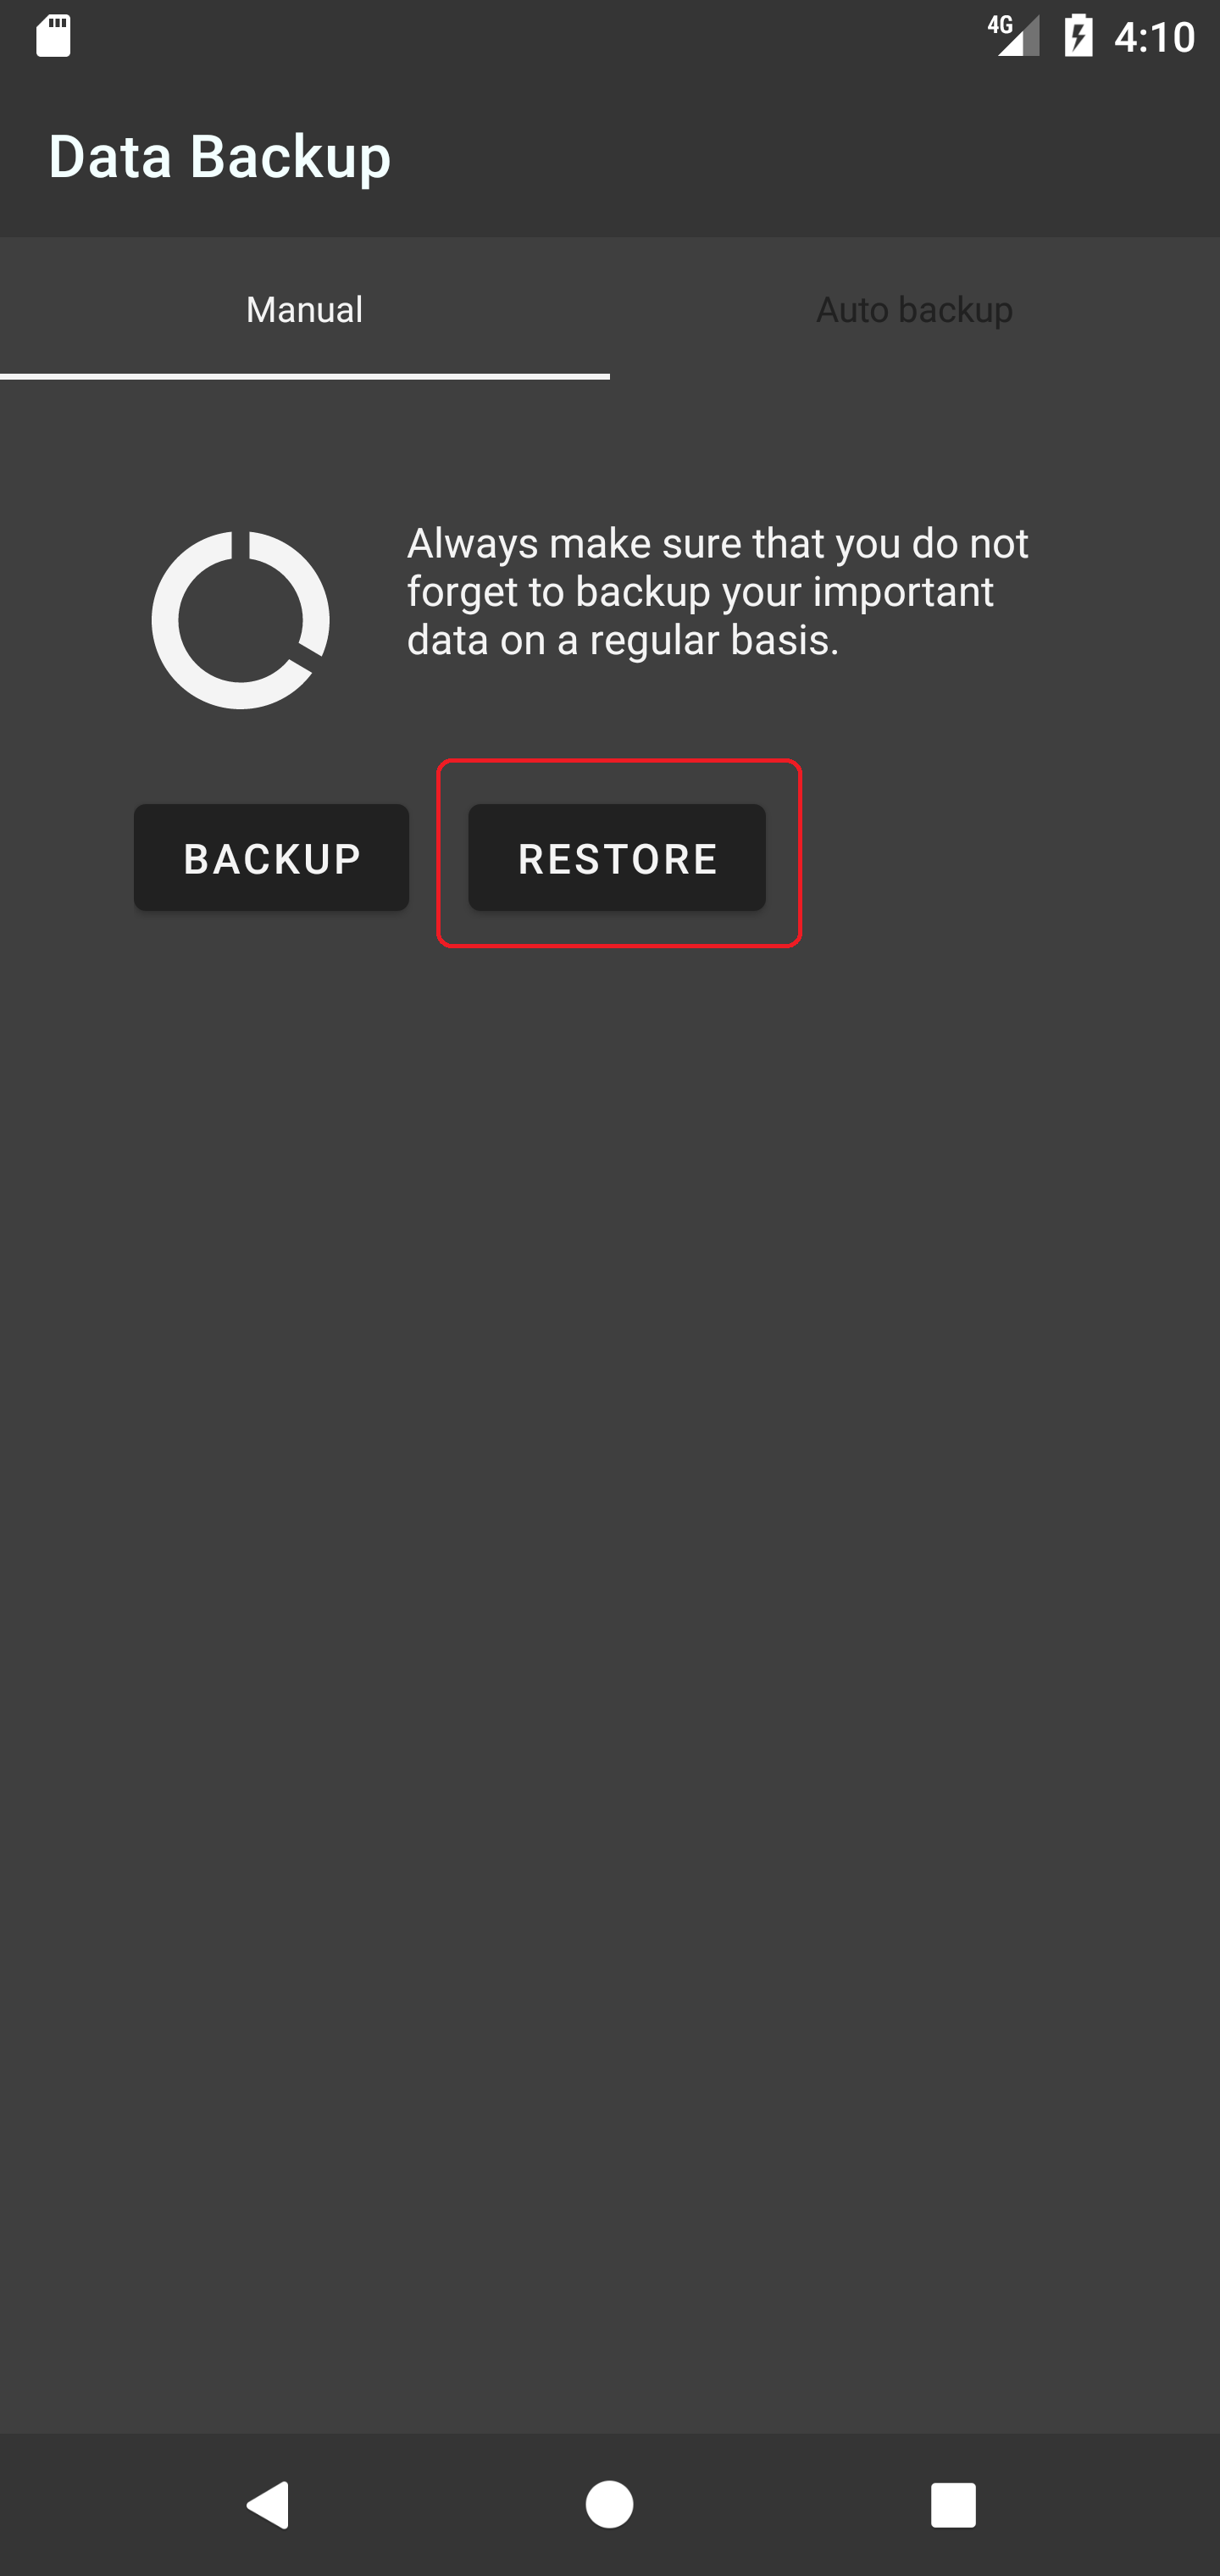 4G 4:10
Data Backup
Manual
Auto backup
Always make sure that you do not
forget to backup your important
data on a regular basis.
BACKUP
RESTORE